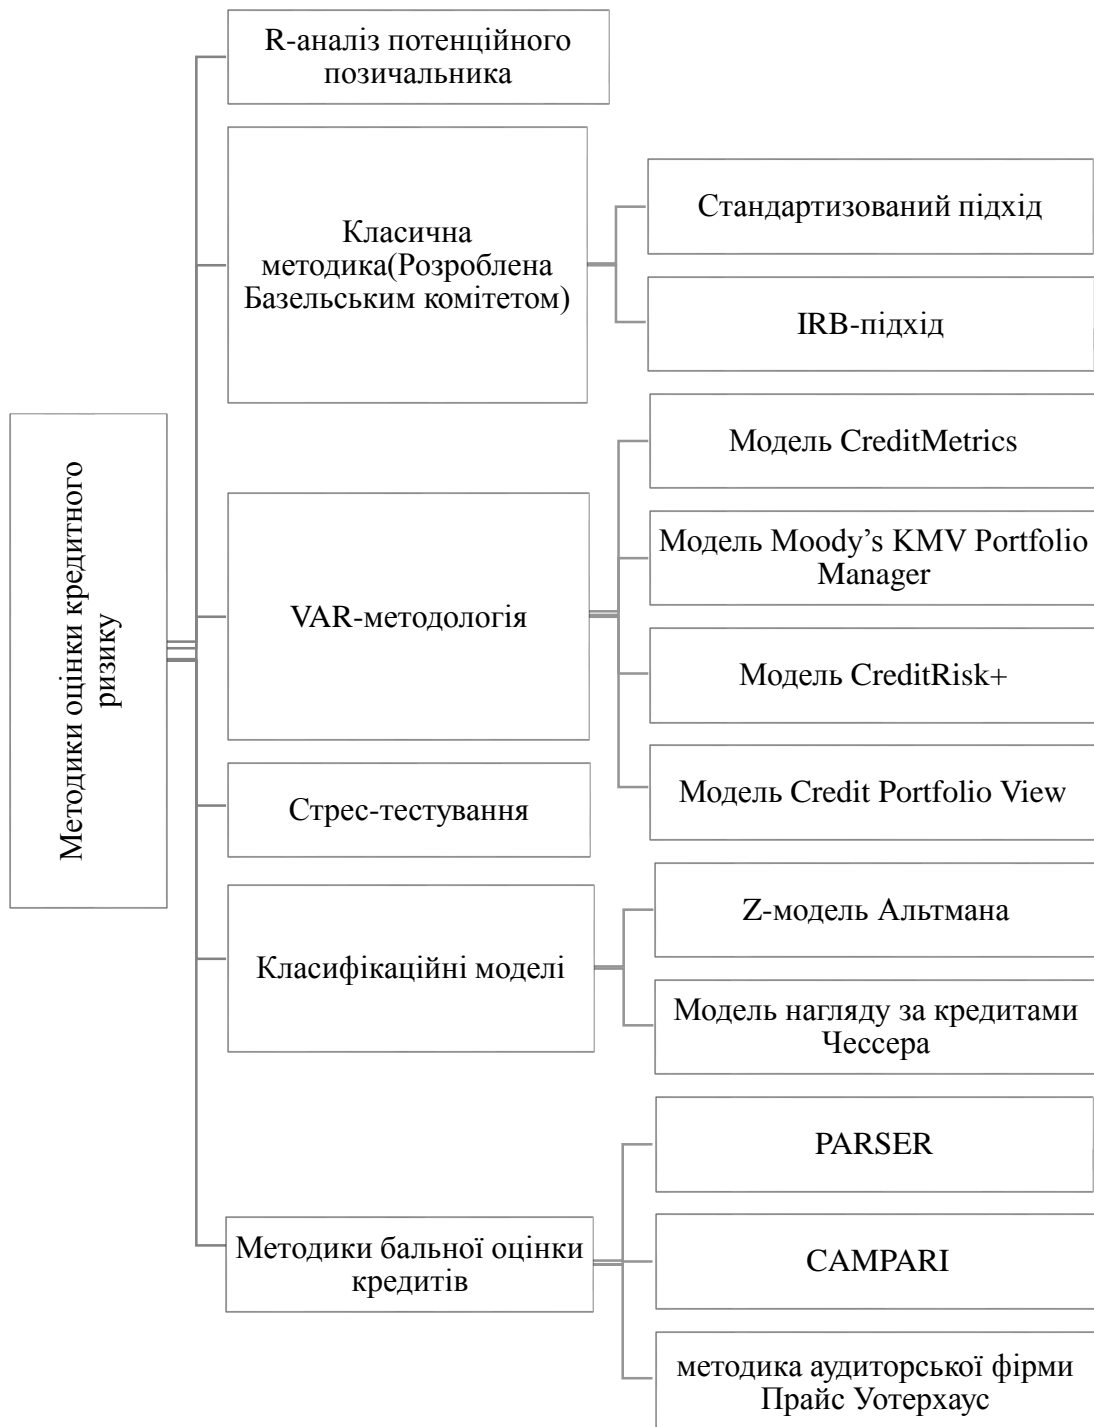 Методики оцінки кредитного
ризику
R-аналіз потенційного
позичальника
Класична
методика(Розроблена
Базельським комітетом)
Стандартизований підхід
IRB-підхід
VAR-методологія
Модель CreditMetrics
Модель Moody’s KMV Portfolio
Manager
Модель CreditRisk+
Модель Credit Portfolio View
Стрес-тестування
Класифікаційні моделі
Z-модель Альтмана
Модель нагляду за кредитами
Чессера
Методики бальної оцінки
кредитів
PARSER
CAMPARI
методика аудиторської фірми
Прайс Уотерхаус